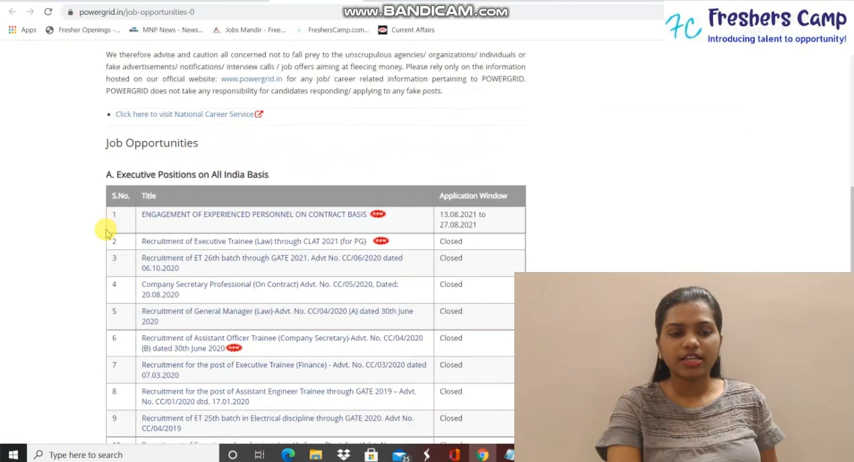 powergrid.in/job-opportunities-0
www.BANDICAM.com
FC Freshers Camp
Introducing talent to opportunity!
Apps
Fresher Openings -...
MNP News - News...
Jobs Mandir - Free...
FreshersCamp.com...
Current Affairs
We therefore advise and caution all concerned not to fall prey to the unscrupulous agencies/ organizations/ individuals or
fake advertisements/ notifications/ interview calls / job offers aiming at fleecing money. Please rely only on the information
hosted on our official website: www.powergrid.in for any job/ career related information pertaining to POWERGRID.
POWERGRID does not take any responsibility for candidates responding/ applying to any fake posts.
Click here to visit National Career Service
Job Opportunities
A. Executive Positions on All India Basis
S.No. Title Application Window
1 ENGAGEMENT OF EXPERIENCED PERSONNEL ON CONTRACT BASIS new 13.08.2021 to
27.08.2021
2 Recruitment of Executive Trainee (Law) through CLAT 2021 (for PG) new Closed
3 Recruitment of ET 26th batch through GATE 2021. Advt No. CC/06/2020 dated Closed
06.10.2020
4 Company Secretary Professional (On Contract) Advt. No. CC/05/2020, Dated: Closed
20.08.2020
5 Recruitment of General Manager (Law)-Advt. No. CC/04/2020 (A) dated 30th June Closed
2020
6 Recruitment of Assistant Officer Trainee (Company Secretary)-Advt. No. CC/04/2020 Closed
(B) dated 30th June 2020 new
7 Recruitment for the post of Executive Trainee (Finance) - Advt. No. CC/03/2020 dated Closed
07.03.2020
8 Recruitment for the post of Assistant Engineer Trainee through GATE 2019 – Advt. Closed
No. CC/01/2020 dtd. 17.01.2020
9 Recruitment of ET 25th batch in Electrical discipline through GATE 2020. Advt No. Closed
CC/04/2019
Type here to search
25